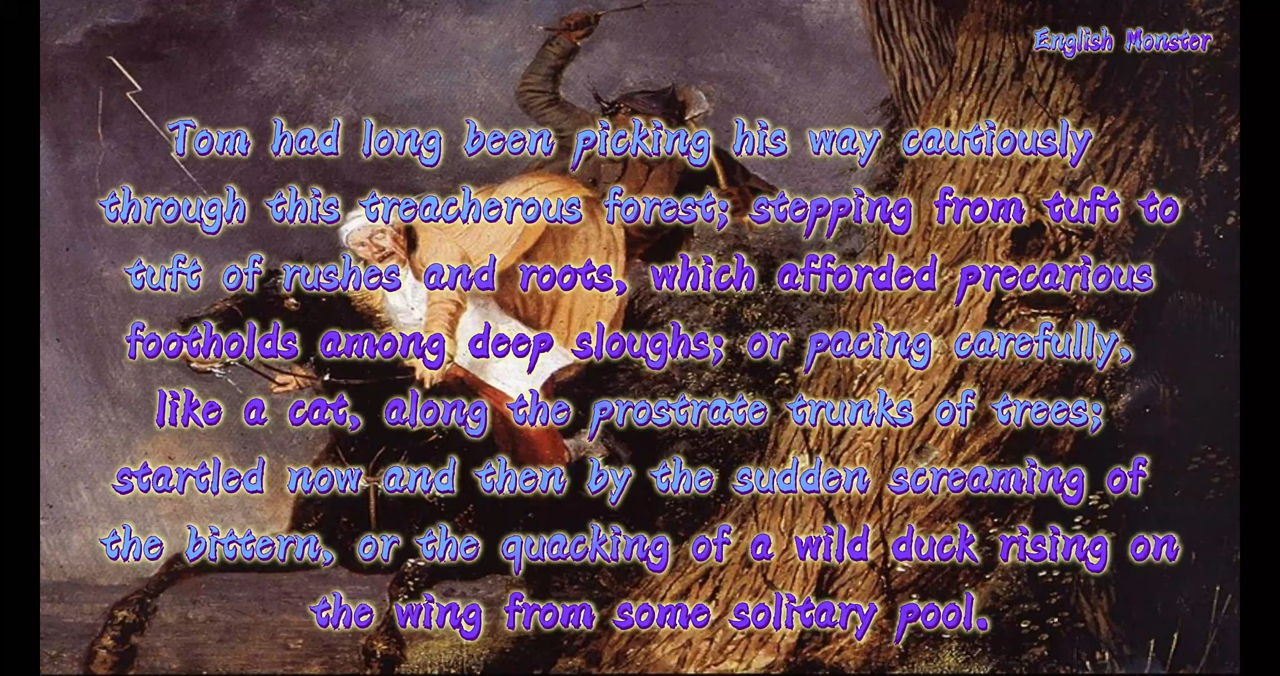 English Monster
Tom had long been picking his way cautiously
through this treacherous forest; stepping from tuft to
tuft of rushes and roots, which afforded precarious
footholds among deep sloughs; or pacing carefully,
like a cat, along the prostrate trunks of trees;
startled now and then by the sudden screaming of
the bittern, or the quacking of a wild duck rising on
the wing from some solitary pool.